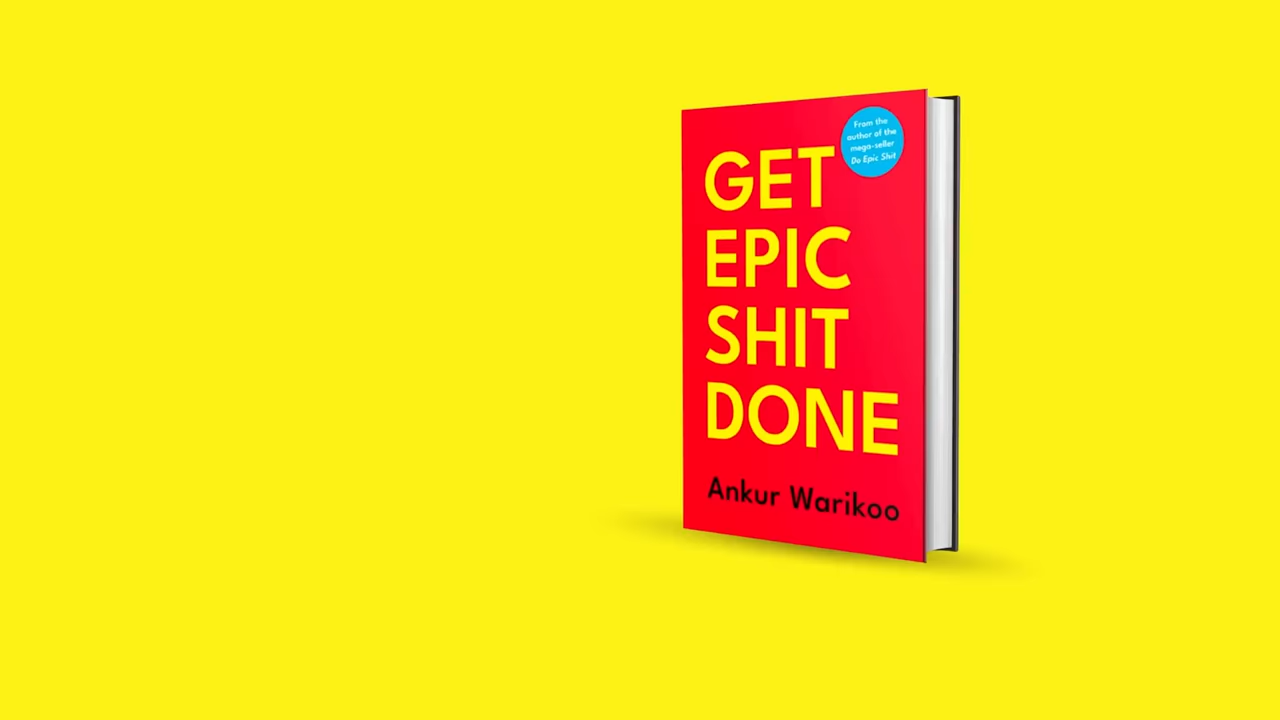 From the
author of the
mega-seller
Do Epic Shit
GET
EPIC
SHIT
DONE
Ankur Warikoo